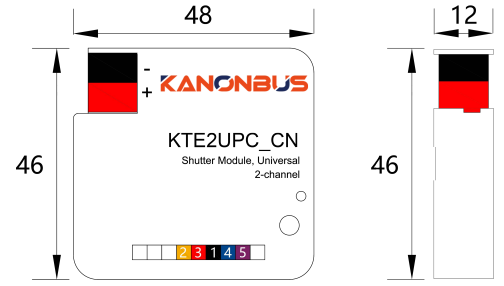 48
12
46
-
+
KANONBUS
KTE2UPC_CN
Shutter Module, Universal
2-channel
2 3 1 4 5
46